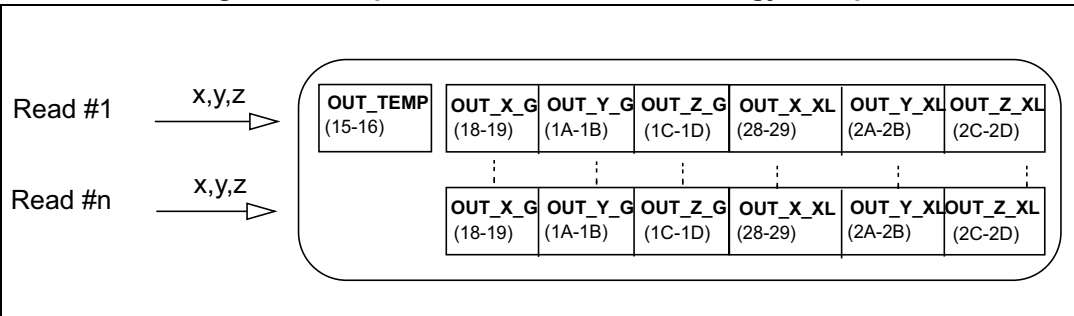 Read #1 x,y,z OUT_TEMP OUT_X_G OUT_Y_G OUT_Z_G OUT_X_XL OUT_Y_XL OUT_Z_XL
(15-16) (18-19) (1A-1B) (1C-1D) (28-29) (2A-2B) (2C-2D)
Read #n x,y,z OUT_X_G OUT_Y_G OUT_Z_G OUT_X_XL OUT_Y_XL OUT_Z_XL
(18-19) (1A-1B) (1C-1D) (28-29) (2A-2B) (2C-2D)